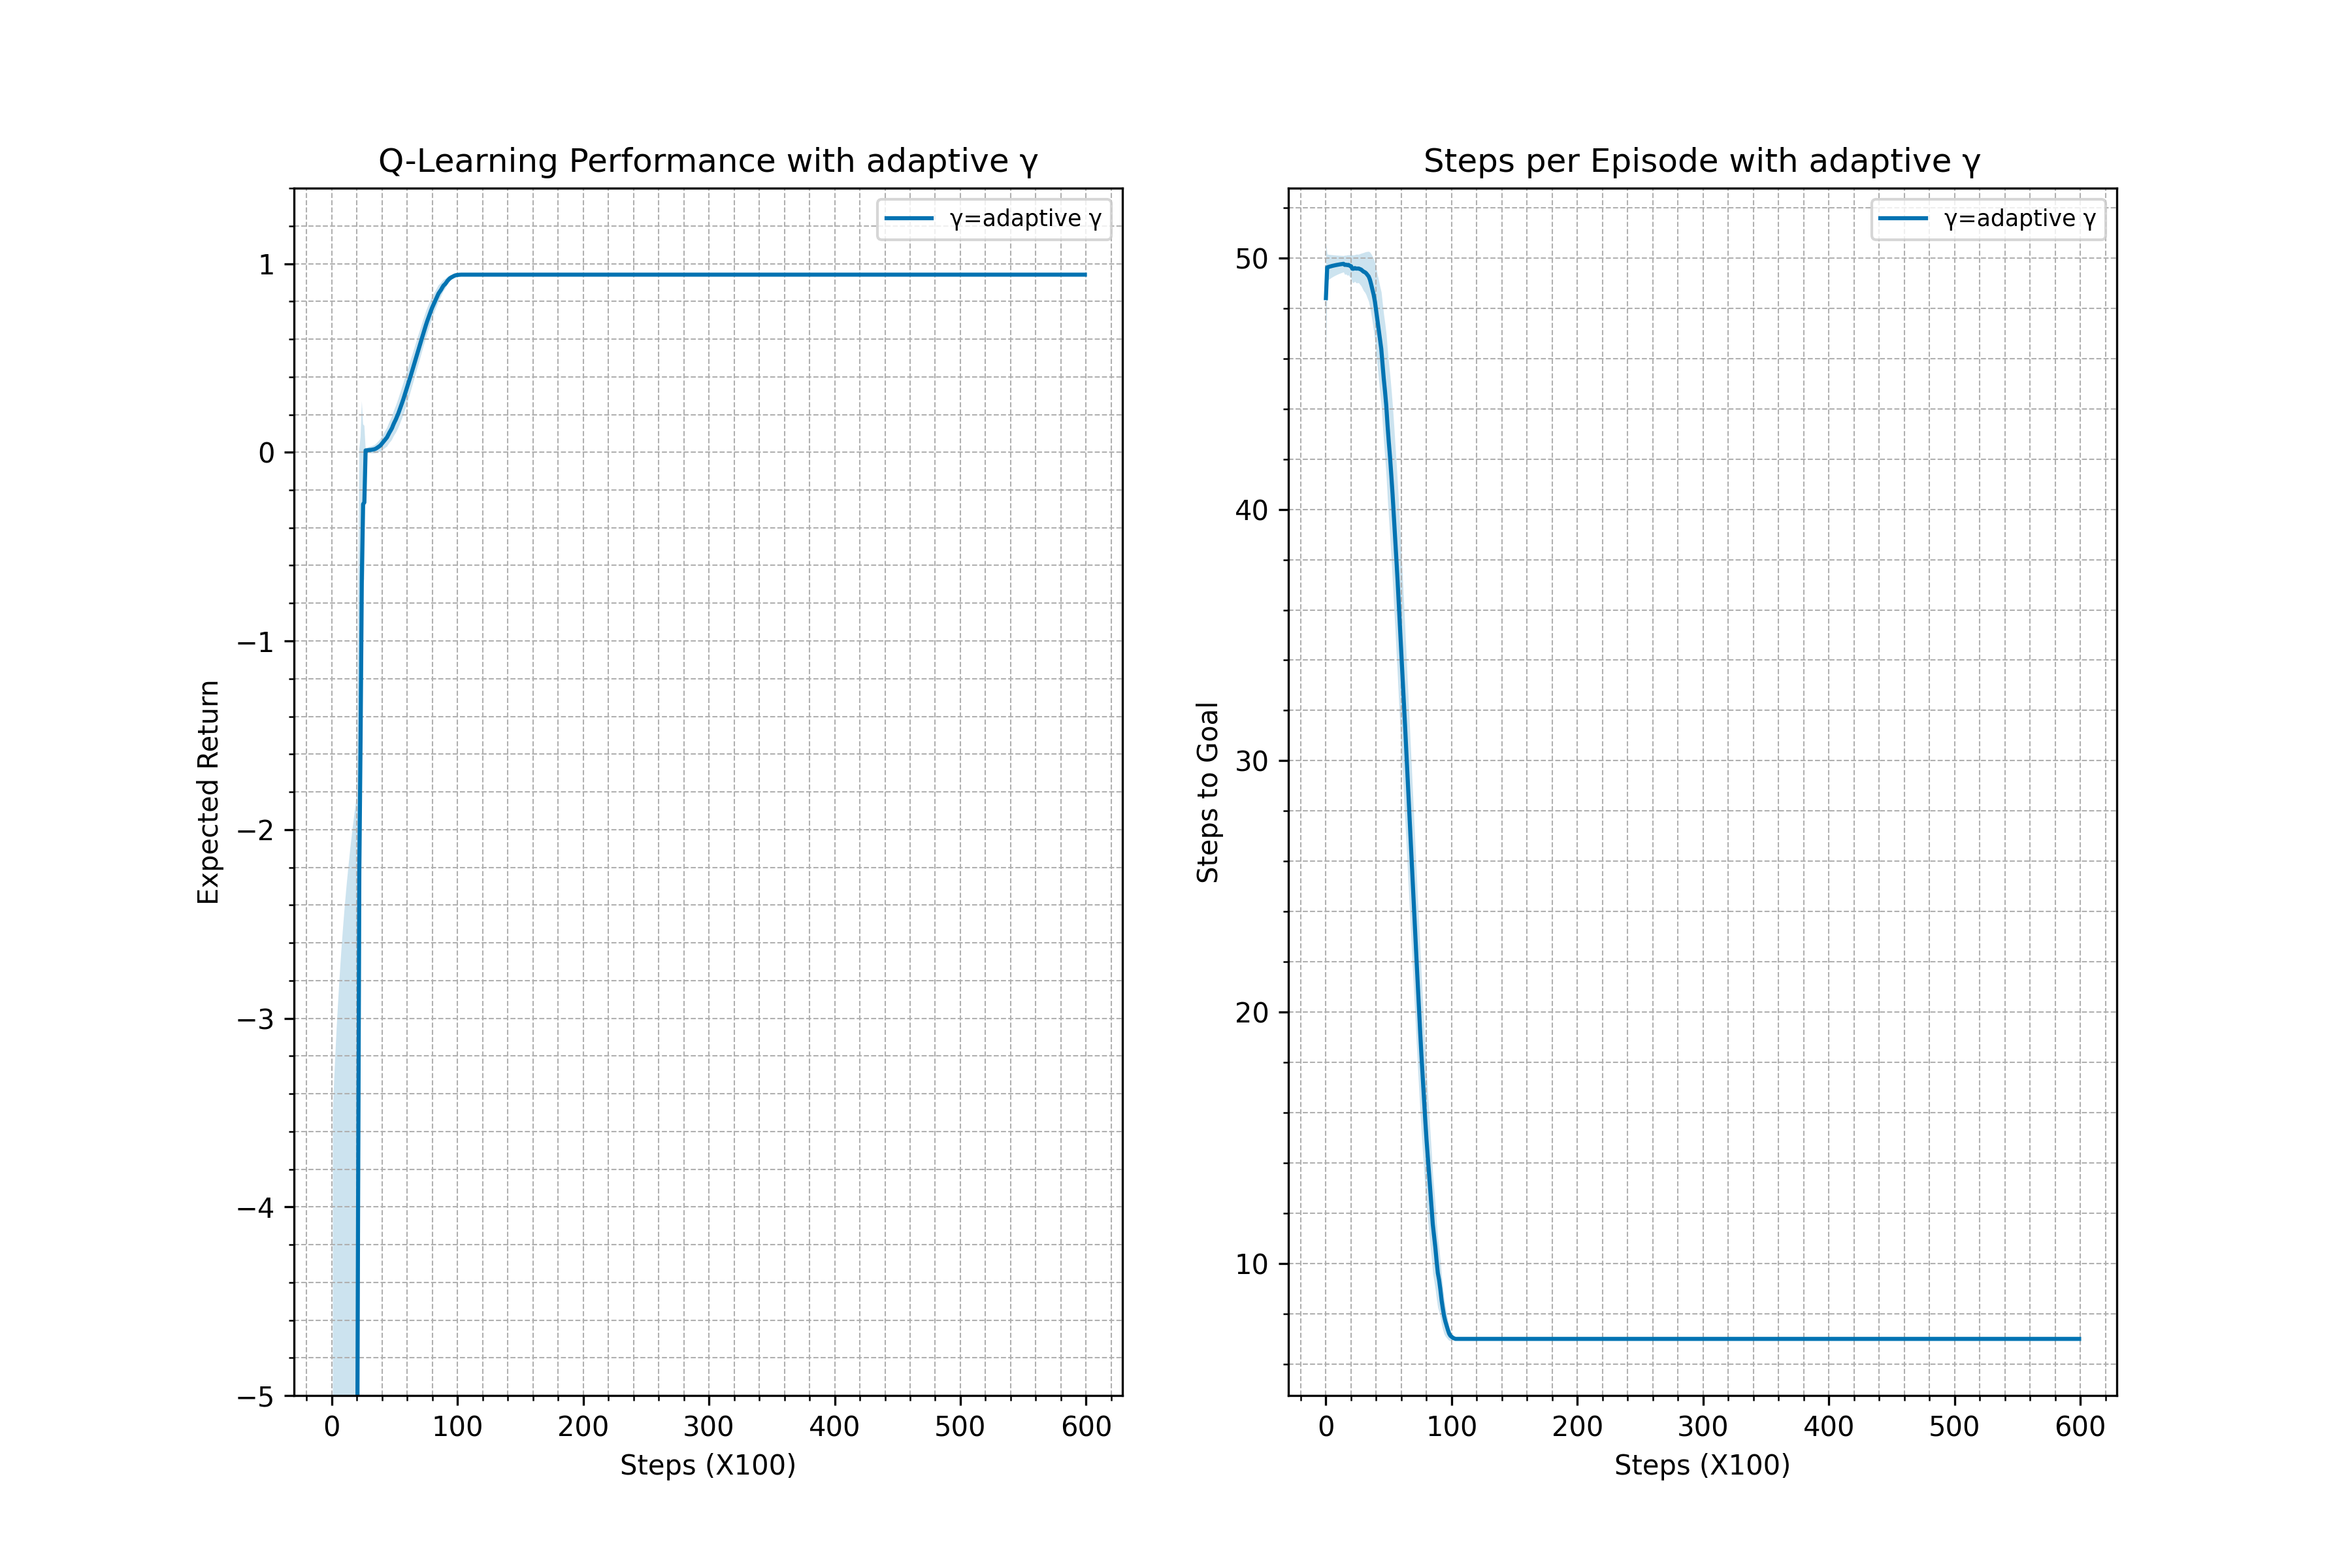 Q-Learning Performance with adaptive γ
γ=adaptive γ
Expected Return
1
0
−1
−2
−3
−4
−5
0 100 200 300 400 500 600
Steps (X100)
Steps per Episode with adaptive γ
γ=adaptive γ
Steps to Goal
50
40
30
20
10
0 100 200 300 400 500 600
Steps (X100)